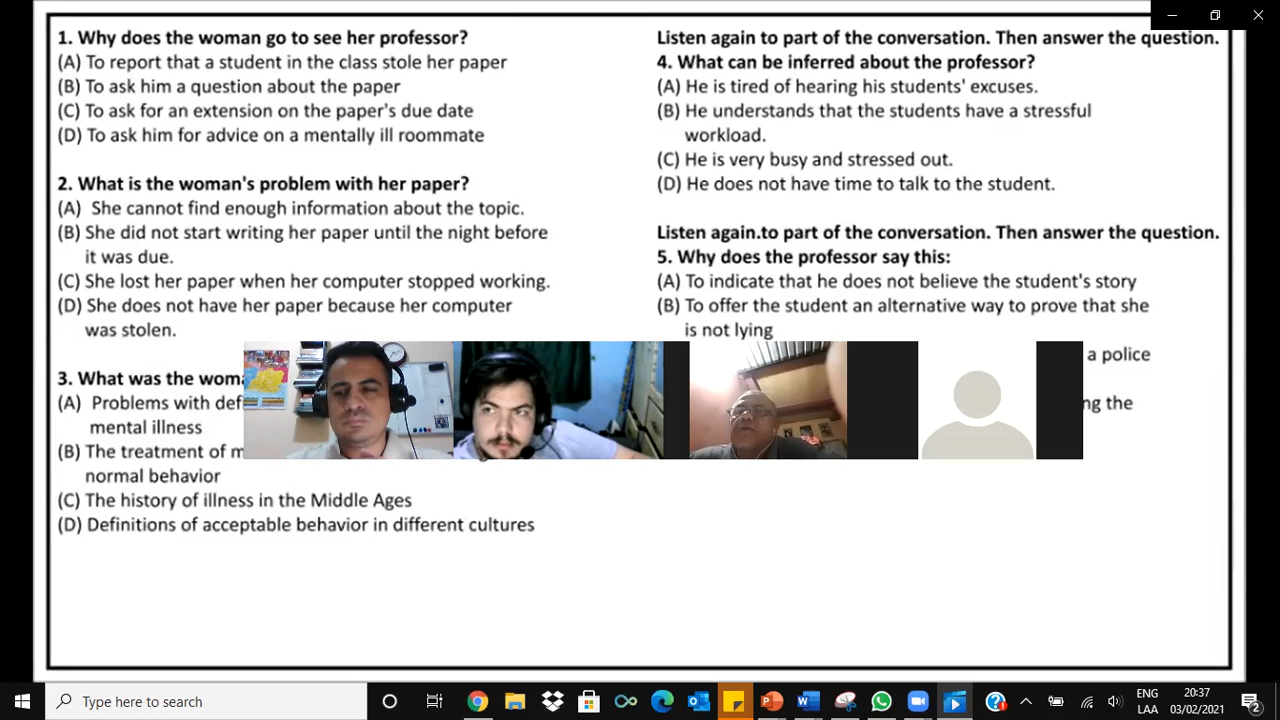 1. Why does the woman go to see her professor?
(A) To report that a student in the class stole her paper
(B) To ask him a question about the paper
(C) To ask for an extension on the paper's due date
(D) To ask him for advice on a mentally ill roommate
2. What is the woman's problem with her paper?
(A) She cannot find enough information about the topic.
(B) She did not start writing her paper until the night before
it was due.
(C) She lost her paper when her computer stopped working.
(D) She does not have her paper because her computer
was stolen.
3. What was the
(A) Problems with
mental illness
(B) The treatment of
normal behavior
(C) The history of illness in the Middle Ages
(D) Definitions of acceptable behavior in different cultures
Listen again to part of the conversation. Then answer the question.
4. What can be inferred about the professor?
(A) He is tired of hearing his students' excuses.
(B) He understands that the students have a stressful
workload.
(C) He is very busy and stressed out.
(D) He does not have time to talk to the student.
Listen again.to part of the conversation. Then answer the question.
5. Why does the professor say this:
(A) To indicate that he does not believe the student's story
(B) To offer the student an alternative way to prove that she
is not lying
a police
the
Type here to search
ENG
LAA
20:37
03/02/2021
2